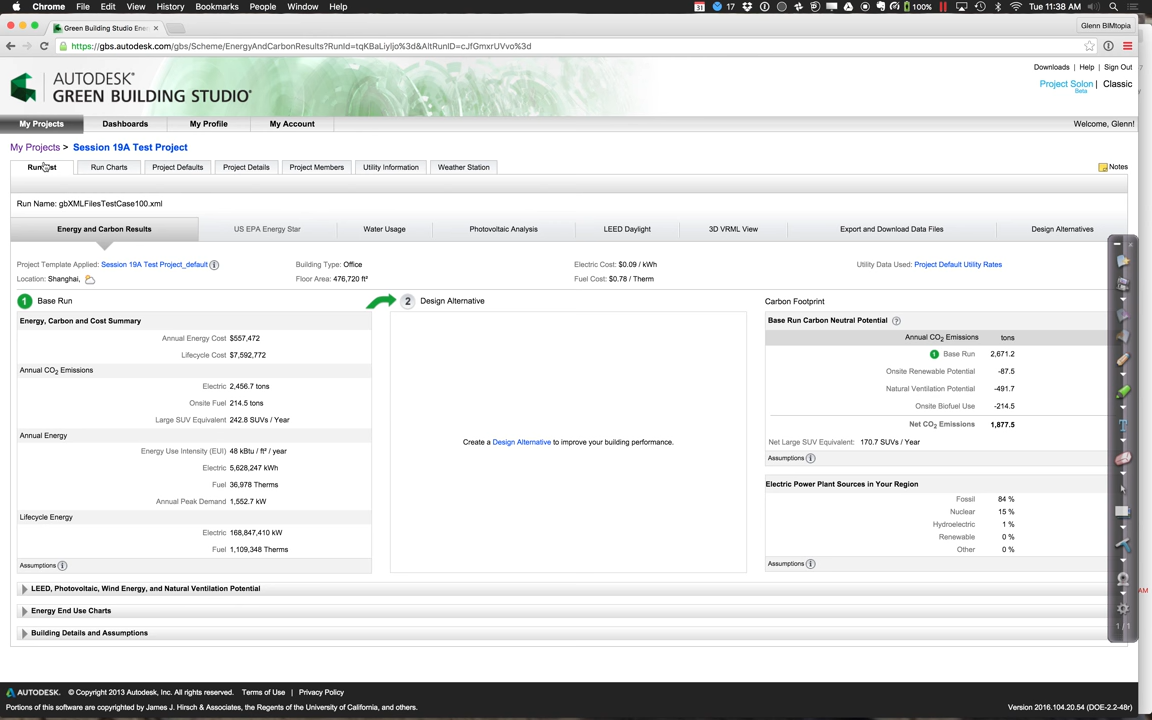 Chrome File Edit View History Bookmarks People Window Help 17 100% Tue 11:38 AM
Green Building Studio Ene Glenn BIMtopia
https://gbs.autodesk.com/gbs/Scheme/EnergyAndCarbonResults?RunId=tqKBaLiyljo%3d&AltRunID=cJfGmxrUVvo%3d
Downloads | Help | Sign Out
AUTODESK® Project Solon | Classic
Beta
GREEN BUILDING STUDIO®
My Projects Dashboards My Profile My Account Welcome, Glenn!
My Projects > Session 19A Test Project
Run Charts Project Defaults Project Details Project Members Utility Information Weather Station Notes
Run Name: gbXMLFilesTestCase100.xml
Energy and Carbon Results US EPA Energy Star Water Usage Photovoltaic Analysis LEED Daylight 3D VRML View Export and Download Data Files Design Alternatives
Project Template Applied: Session 19A Test Project_default Building Type: Office Electric Cost: $0.09 / kWh Utility Data Used: Project Default Utility Rates
Location: Shanghai, Floor Area: 476,720 ft² Fuel Cost: $0.78 / Therm
1 Base Run 2 Design Alternative Carbon Footprint
Energy, Carbon and Cost Summary Base Run Carbon Neutral Potential ?
Annual Energy Cost $557,472 Annual CO2 Emissions tons
Lifecycle Cost $7,592,772 1 Base Run 2,671.2
Annual CO2 Emissions Onsite Renewable Potential -87.5
Electric 2,456.7 tons Natural Ventilation Potential -491.7
Onsite Fuel 214.5 tons Onsite Biofuel Use -214.5
Large SUV Equivalent 242.8 SUVs / Year Net CO2 Emissions 1,877.5
Annual Energy Create a Design Alternative to improve your building performance. Net Large SUV Equivalent: 170.7 SUVs / Year
Energy Use Intensity (EUI) 48 kBtu / ft² / year Assumptions
Electric 5,628,247 kWh Electric Power Plant Sources in Your Region
Fuel 36,978 Therms Fossil 84 %
Annual Peak Demand 1,552.7 kW Nuclear 15 %
Lifecycle Energy Hydroelectric 1 %
Electric 168,847,410 kW Renewable 0 %
Fuel 1,109,348 Therms Other 0 %
Assumptions Assumptions
LEED, Photovoltaic, Wind Energy, and Natural Ventilation Potential
Energy End Use Charts
Building Details and Assumptions
1 / 1
AUTODESK. © Copyright 2013 Autodesk, Inc. All rights reserved. Terms of Use | Privacy Policy
Portions of this software are copyrighted by James J. Hirsch & Associates, the Regents of the University of California, and others. Version 2016.104.20.54 (DOE-2.2-48r)